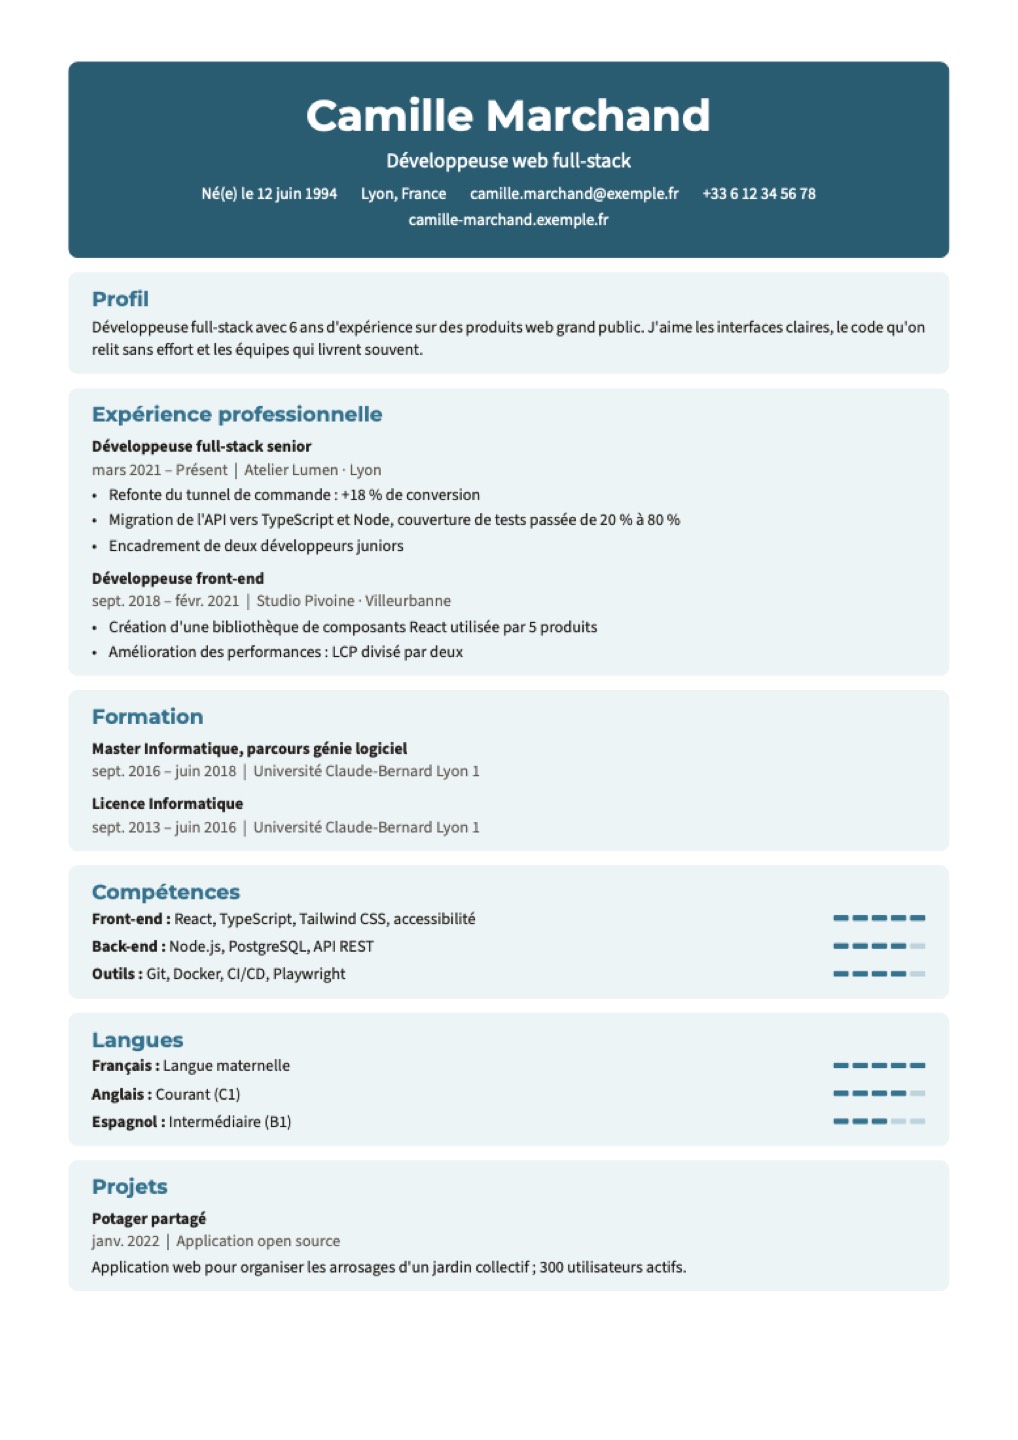 Camille Marchand
Développeuse web full-stack
Né(e) le 12 juin 1994 Lyon, France camille.marchand@exemple.fr +33 6 12 34 56 78
camille-marchand.exemple.fr
Profil
Développeuse full-stack avec 6 ans d'expérience sur des produits web grand public. J'aime les interfaces claires, le code qu'on
relit sans effort et les équipes qui livrent souvent.
Expérience professionnelle
Développeuse full-stack senior
mars 2021 – Présent | Atelier Lumen · Lyon
• Refonte du tunnel de commande : +18 % de conversion
• Migration de l'API vers TypeScript et Node, couverture de tests passée de 20 % à 80 %
• Encadrement de deux développeurs juniors
Développeuse front-end
sept. 2018 – févr. 2021 | Studio Pivoine · Villeurbanne
• Création d'une bibliothèque de composants React utilisée par 5 produits
• Amélioration des performances : LCP divisé par deux
Formation
Master Informatique, parcours génie logiciel
sept. 2016 – juin 2018 | Université Claude-Bernard Lyon 1
Licence Informatique
sept. 2013 – juin 2016 | Université Claude-Bernard Lyon 1
Compétences
Front-end : React, TypeScript, Tailwind CSS, accessibilité
Back-end : Node.js, PostgreSQL, API REST
Outils : Git, Docker, CI/CD, Playwright
Langues
Français : Langue maternelle
Anglais : Courant (C1)
Espagnol : Intermédiaire (B1)
Projets
Potager partagé
janv. 2022 | Application open source
Application web pour organiser les arrosages d'un jardin collectif ; 300 utilisateurs actifs.